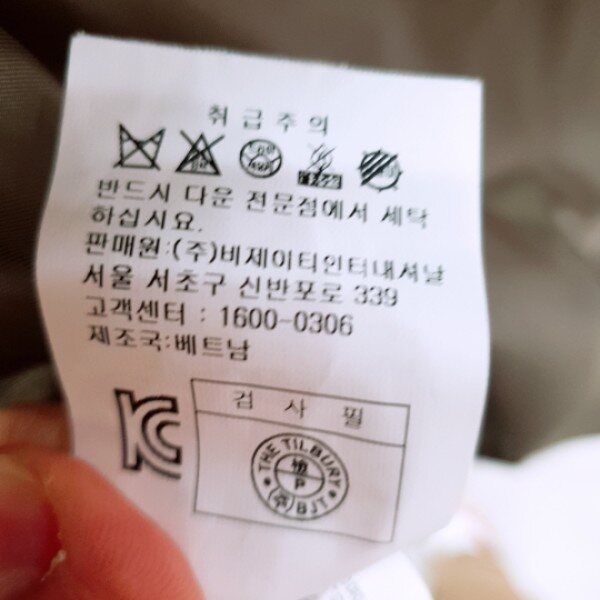 취급주의
반드시 다운 전문점에서 세탁
하십시요.
판매원:(주)비제이티인터내셔날
서울 서초구 신반포로 339
고객센터 : 1600-0306
제조국:베트남
검 사 필
THE TILBURY
檢
P
(주)BJT